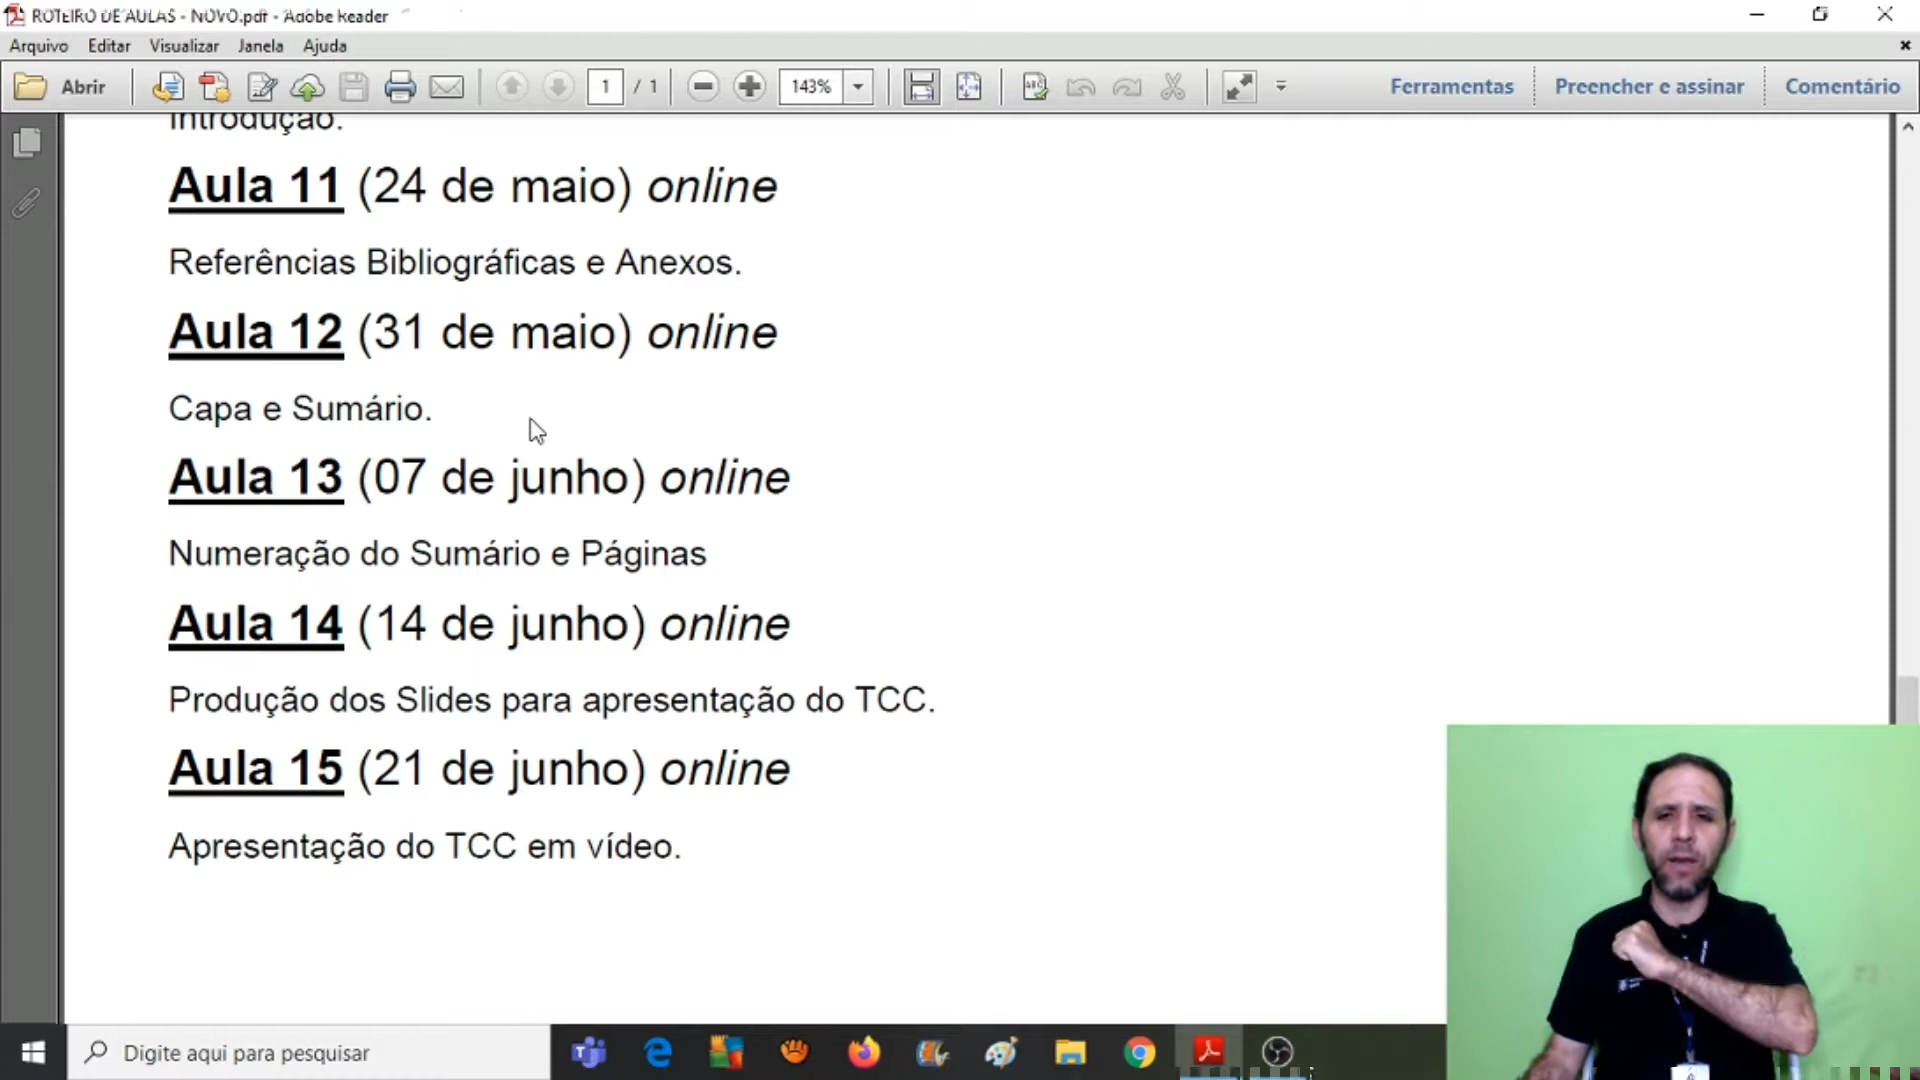 ROTEIRO DE AULAS - NOVO.pdf - Adobe Reader
Arquivo Editar Visualizar Janela Ajuda
Abrir 1 / 1 143% Ferramentas Preencher e assinar Comentário
Introdução.
Aula 11 (24 de maio) online
Referências Bibliográficas e Anexos.
Aula 12 (31 de maio) online
Capa e Sumário.
Aula 13 (07 de junho) online
Numeração do Sumário e Páginas
Aula 14 (14 de junho) online
Produção dos Slides para apresentação do TCC.
Aula 15 (21 de junho) online
Apresentação do TCC em vídeo.
Digite aqui para pesquisar